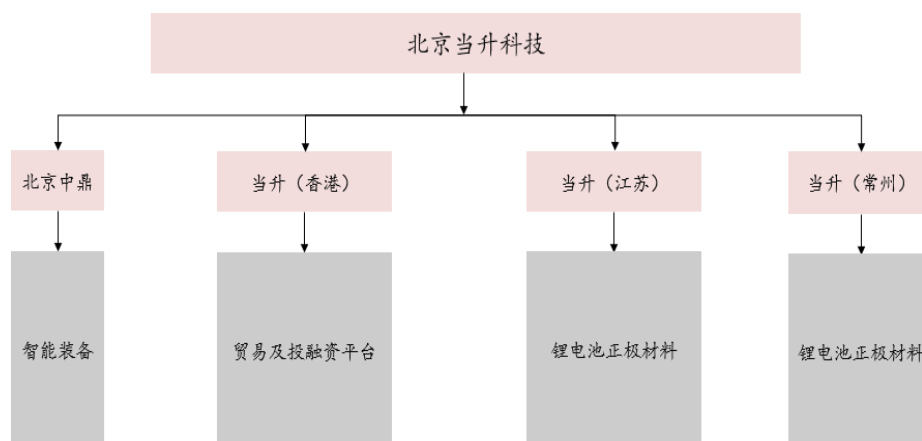 北京当升科技
北京中鼎
当升（香港）
当升（江苏）
当升（常州）
智能装备
贸易及投融资平台
锂电池正极材料
锂电池正极材料